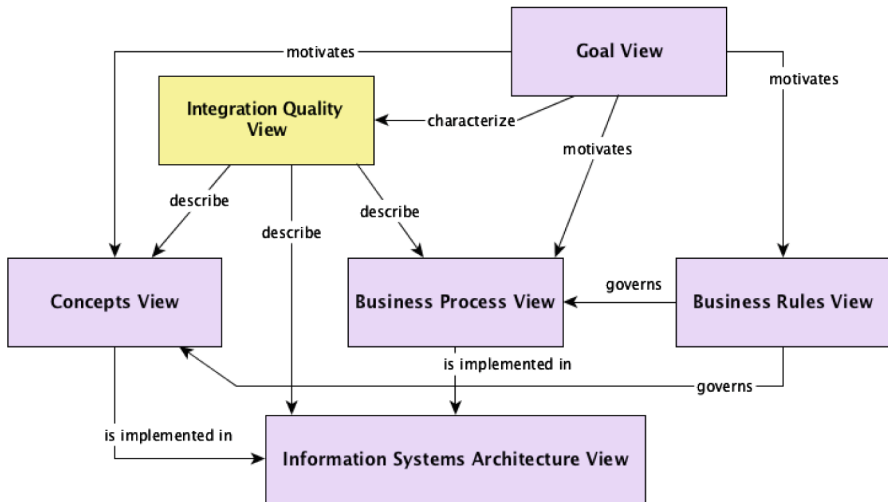 motivates
Goal View
motivates
Integration Quality
View
characterize
motivates
describe
describe
describe
Concepts View
Business Process View
governs
Business Rules View
is implemented in
governs
is implemented in
Information Systems Architecture View